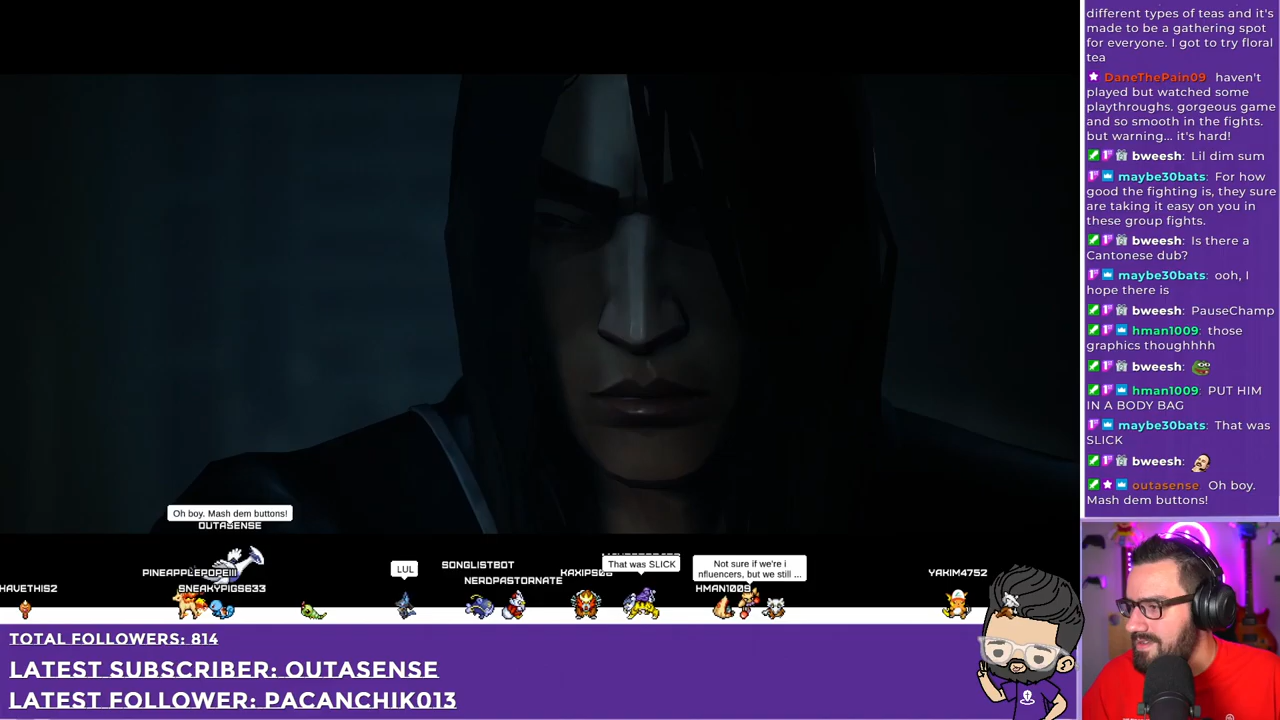 different types of teas and it's
made to be a gathering spot
for everyone. I got to try floral
tea
DaneThePain09 haven't
played but watched some
playthroughs. gorgeous game
and so smooth in the fights.
but warning... it's hard!
bweesh: Lil dim sum
maybe30bats: For how
good the fighting is, they sure
are taking it easy on you in
these group fights.
bweesh: Is there a
Cantonese dub?
maybe30bats: ooh, I
hope there is
bweesh: PauseChamp
hman1009: those
graphics thoughhhh
bweesh:
hman1009: PUT HIM
IN A BODY BAG
maybe30bats: That was
SLICK
bweesh:
outasense Oh boy.
Mash dem buttons!
Oh boy. Mash dem buttons!
OUTASENSE
PINEAPPLEPOPEIII
SNEAKYPIGS633
LUL
SONGLISTBOT
NERDPASTORNATE
That was SLICK
Not sure if we're i
nfluencers, but we still ...
HMAN1009
YAKIM4752
TOTAL FOLLOWERS: 814
LATEST SUBSCRIBER: OUTASENSE
LATEST FOLLOWER: PACANCHIK013